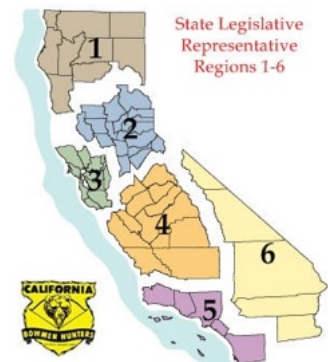 State Legislative
Representative
Regions 1-6
1
2
3
4
6
5
CALIFORNIA
BOWMEN HUNTERS